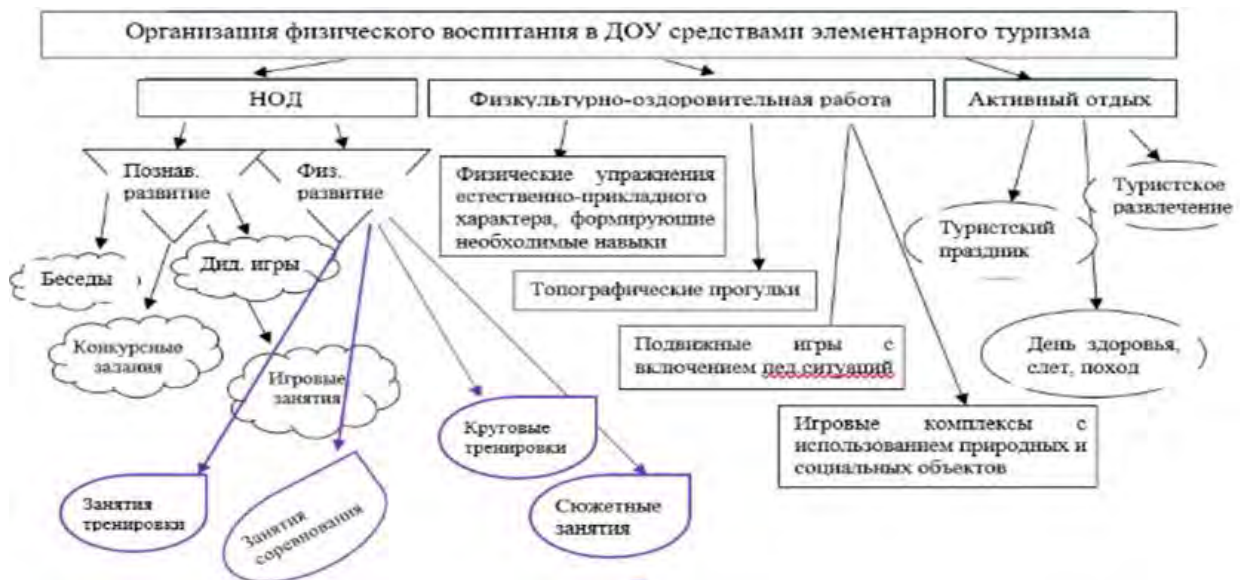 Организация физического воспитания в ДОУ средствами элементарного туризма
НОД
Физкультурно-оздоровительная работа
Активный отдых
Познав.
развитие
Физ.
развитие
Физические упражнения
естественно-прикладного
характера, формирующие
необходимые навыки
Туристское
развлечение
Туристский
праздник
Беседы
Дид. игры
Топографические прогулки
Конкурсные
задания
Игровые
занятия
Подвижные игры с
включением пед.ситуаций
День здоровья,
слет, поход
Круговые
тренировки
Игровые комплексы с
использованием природных и
социальных объектов
Занятия
тренировки
Занятия
соревнования
Сюжетные
занятия